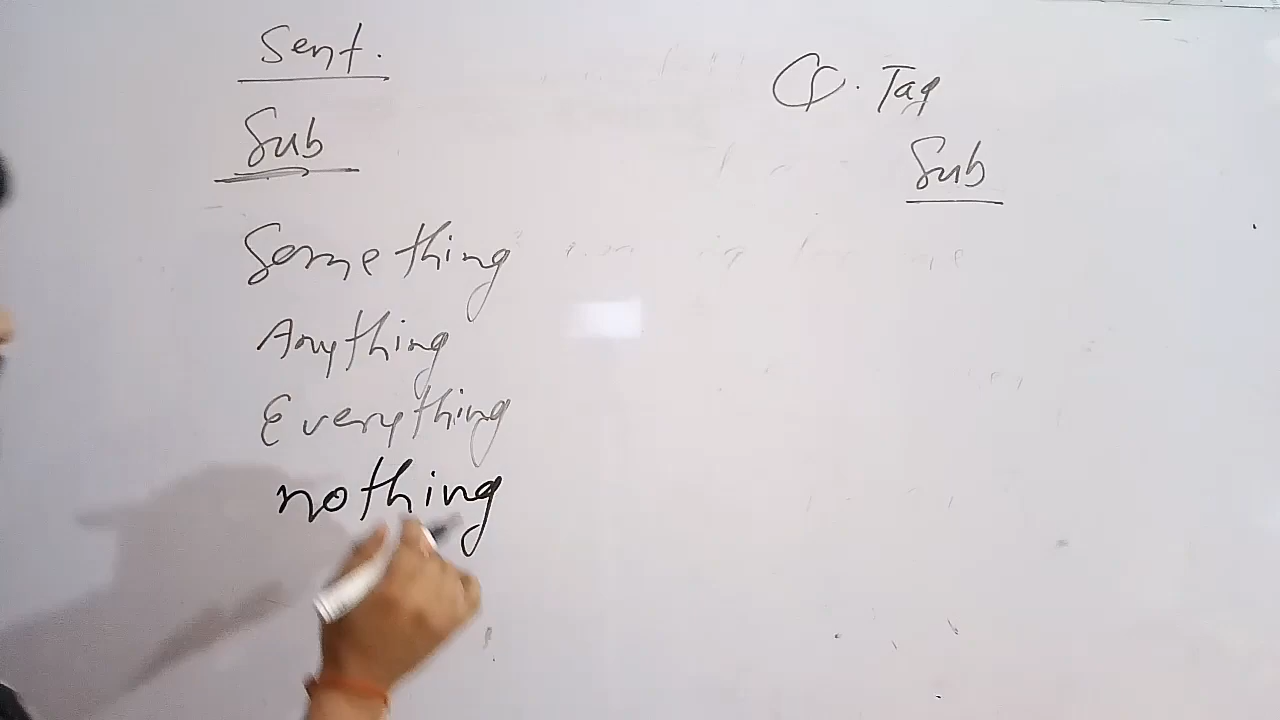 Sent.
Q. Tag
Sub
Sub
Something
Anything
Everything
nothing